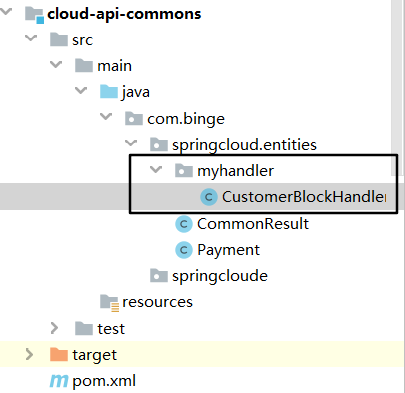 cloud-api-commons
src
main
java
com.binge
springcloud.entities
myhandler
CustomerBlockHandler
CommonResult
Payment
springcloude
resources
test
target
pom.xml